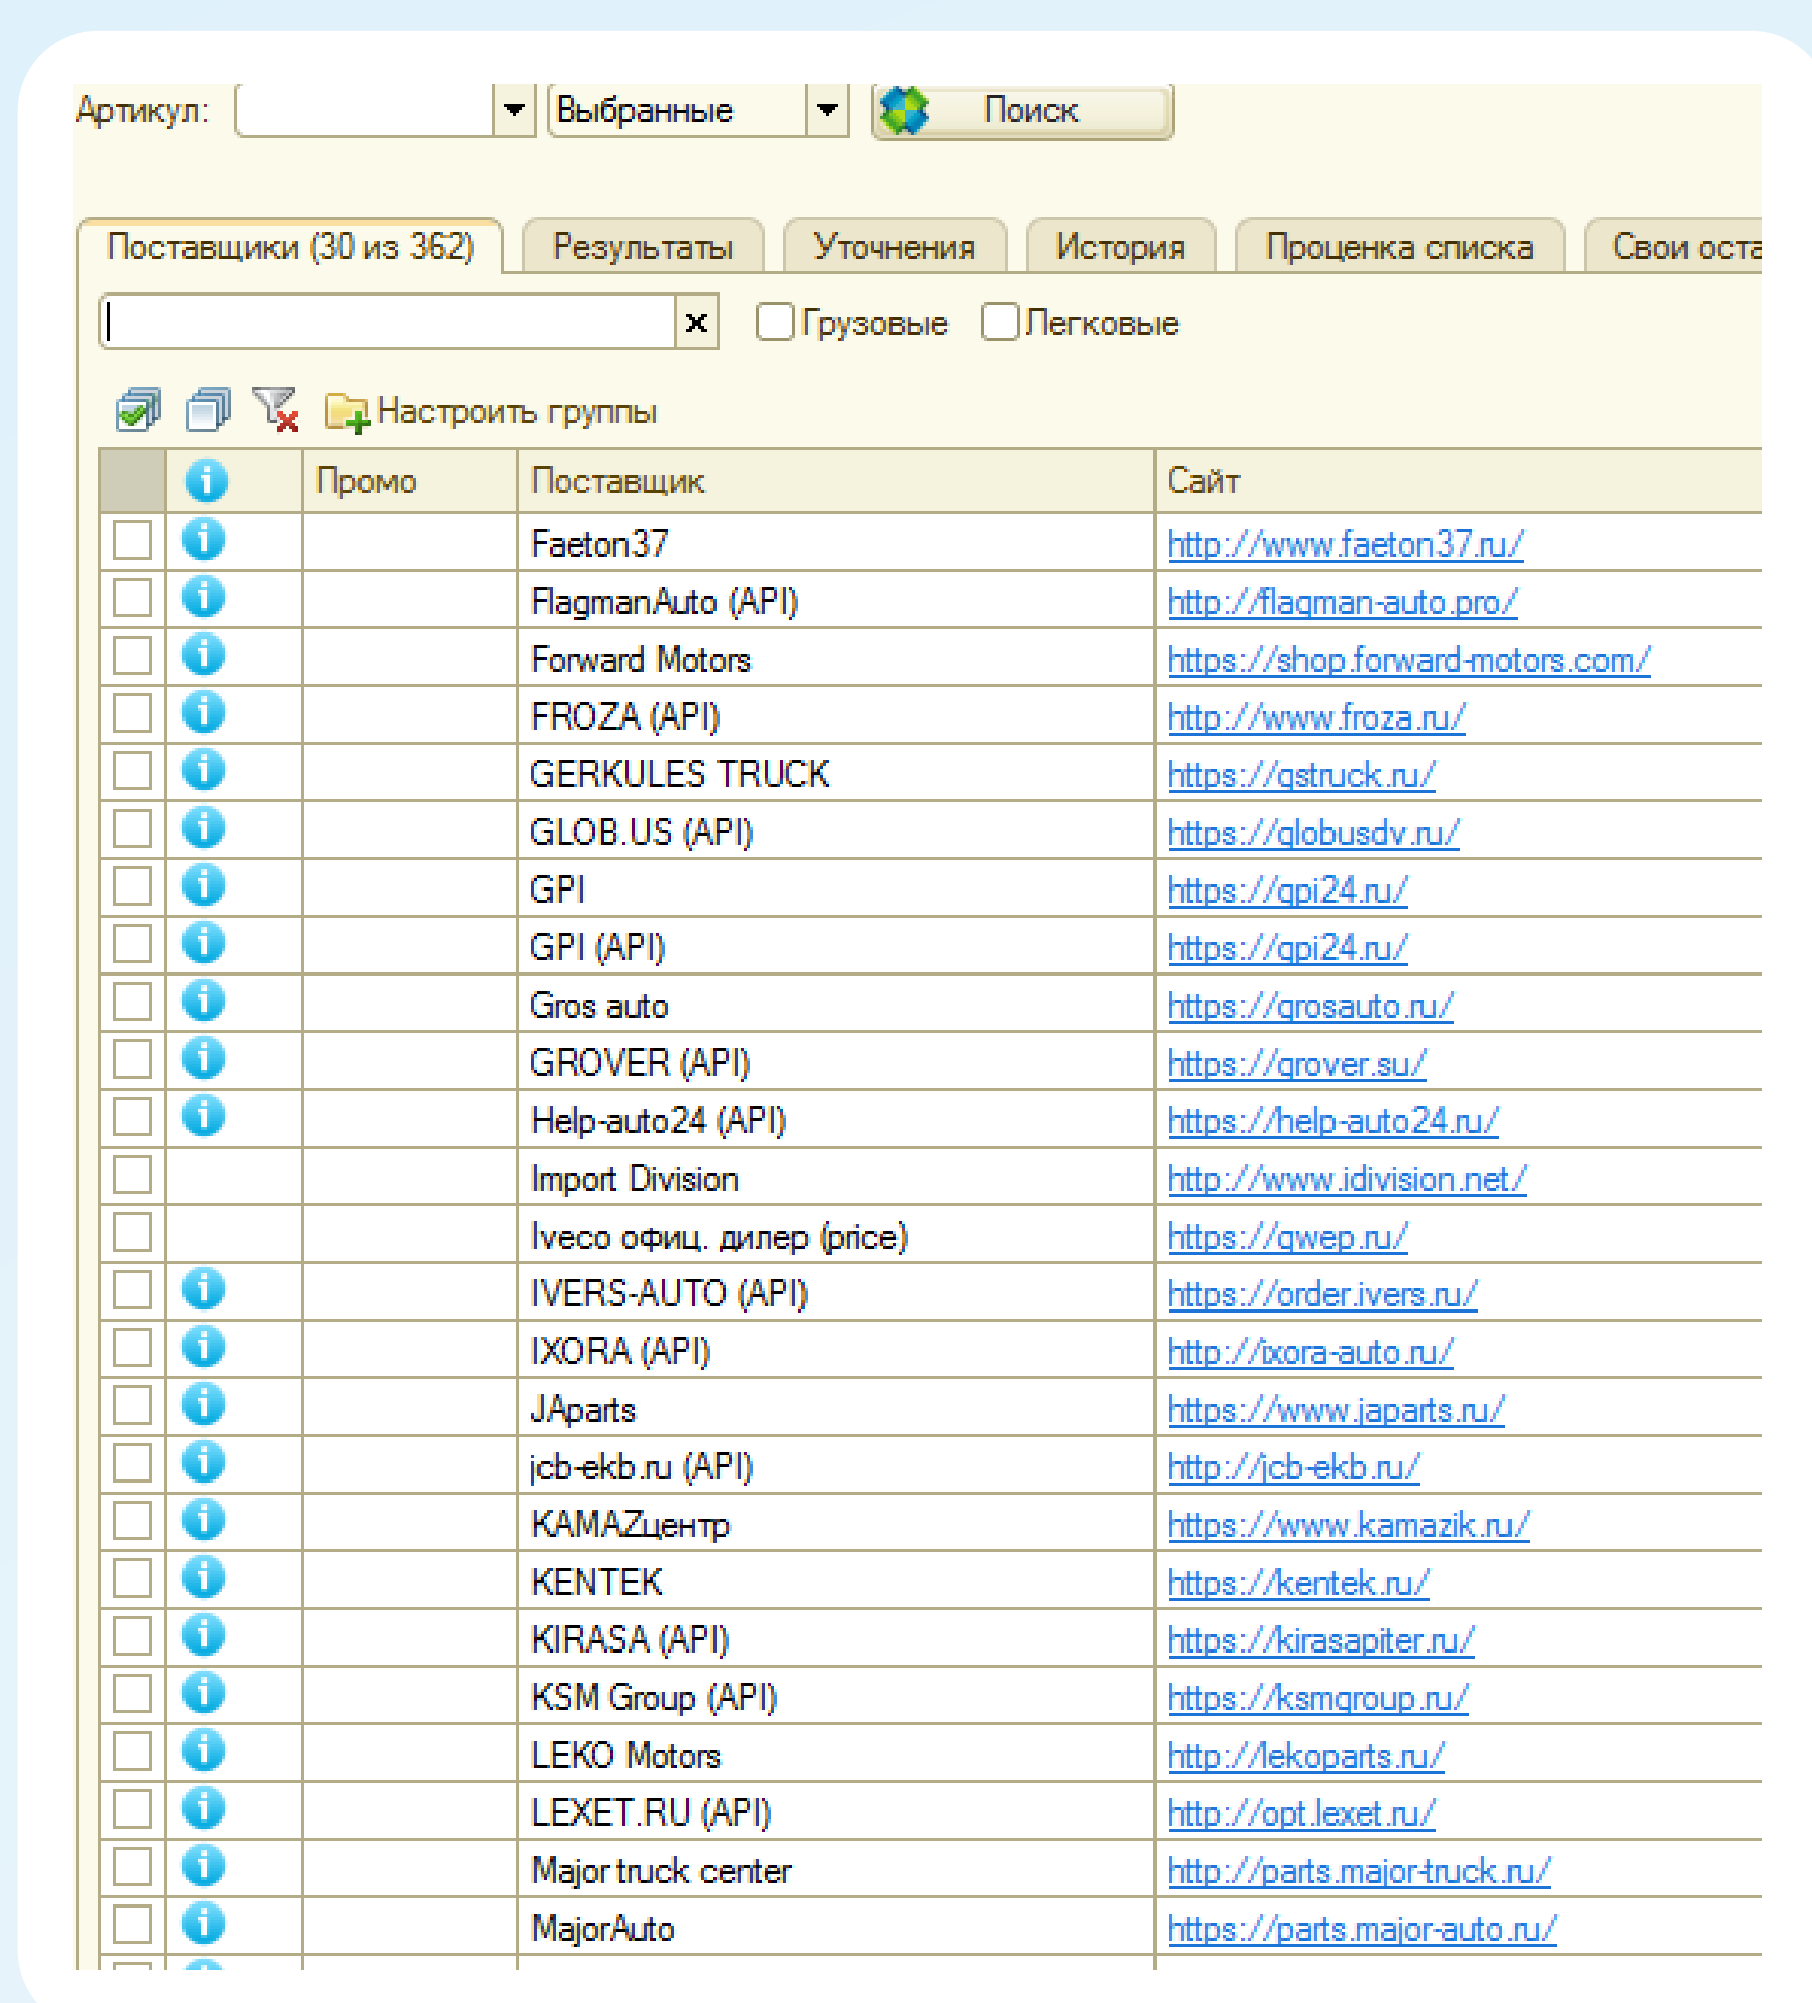 Артикул: Выбранные Поиск
Поставщики (30 из 362) Результаты Уточнения История Проценка списка Свои оста
Грузовые Легковые
Настроить группы
Промо Поставщик Сайт
Faeton37 http://www.faeton37.ru/
FlagmanAuto (API) http://flagman-auto.pro/
Forward Motors https://shop.forward-motors.com/
FROZA (API) http://www.froza.ru/
GERKULES TRUCK https://gstruck.ru/
GLOB.US (API) https://globusdv.ru/
GPI https://gpi24.ru/
GPI (API) https://gpi24.ru/
Gros auto https://grosauto.ru/
GROVER (API) https://grover.su/
Help-auto24 (API) https://help-auto24.ru/
Import Division http://www.idivision.net/
Iveco офиц. дилер (price) https://qwep.ru/
IVERS-AUTO (API) https://order.ivers.ru/
IXORA (API) http://ixora-auto.ru/
JAparts https://www.japarts.ru/
jcb-ekb.ru (API) http://jcb-ekb.ru/
KAMAZцентр https://www.kamazik.ru/
KENTEK https://kentek.ru/
KIRASA (API) https://kirasapiter.ru/
KSM Group (API) https://ksmgroup.ru/
LEKO Motors http://lekoparts.ru/
LEXET.RU (API) http://opt.lexet.ru/
Major truck center http://parts.major-truck.ru/
MajorAuto https://parts.major-auto.ru/